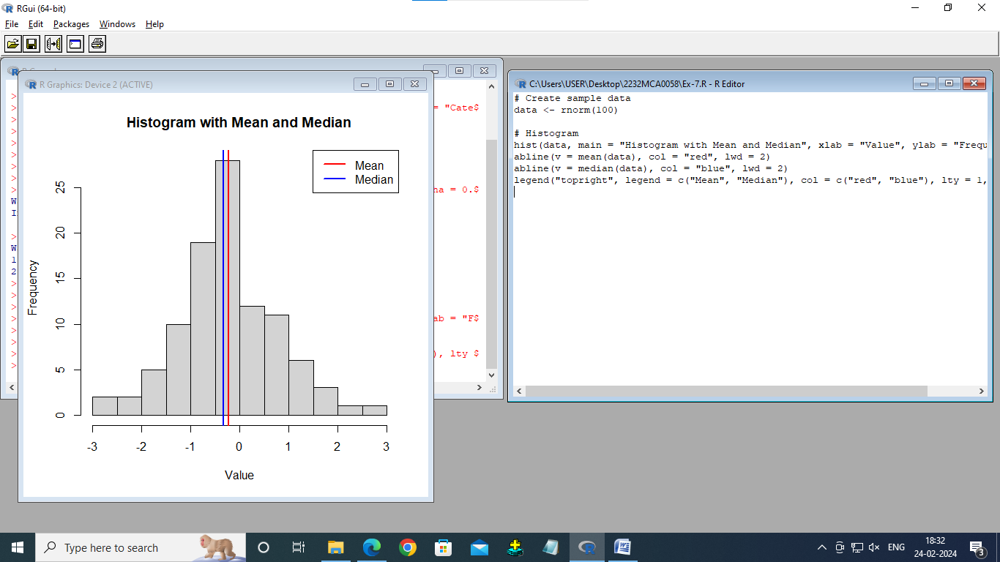 RGui (64-bit)
File Edit Packages Windows Help
R Graphics: Device 2 (ACTIVE)
Histogram with Mean and Median
Mean
Median
Frequency
0 5 10 15 20 25
-3 -2 -1 0 1 2 3
Value
>
>
= "Cate$
>
>
>
>
>
>
>
ha = 0.$
W
I
>
W
1
2
>
>
>
>
ab = "F$
>
>
>
), lty $
>
C:\Users\USER\Desktop\2232MCA0058\Ex-7.R - R Editor
# Create sample data
data <- rnorm(100)
# Histogram
hist(data, main = "Histogram with Mean and Median", xlab = "Value", ylab = "Frequ
abline(v = mean(data), col = "red", lwd = 2)
abline(v = median(data), col = "blue", lwd = 2)
legend("topright", legend = c("Mean", "Median"), col = c("red", "blue"), lty = 1,
Type here to search
ENG
18:32
24-02-2024
3